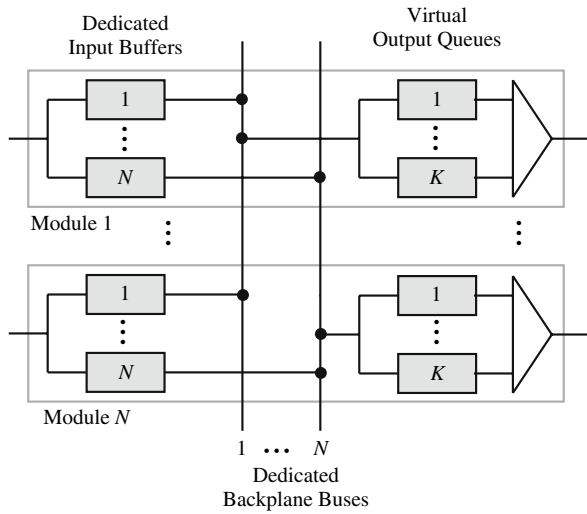 Dedicated
Input Buffers
Virtual
Output Queues
1
N
1
K
Module 1
1
N
1
K
Module N
1 ••• N
Dedicated
Backplane Buses